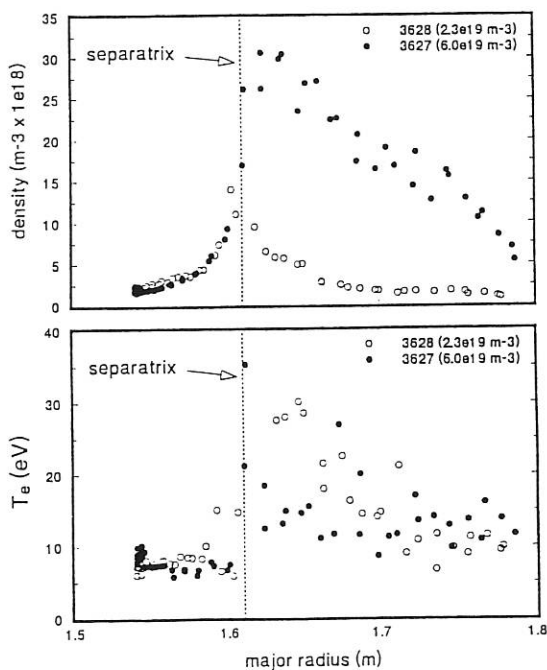 35
30
25
20
15
10
5
0
density (m-3 x 1e18)
separatrix
○ 3628 (2.3e19 m-3)
● 3627 (6.0e19 m-3)
40
30
20
10
0
Te (eV)
separatrix
○ 3628 (2.3e19 m-3)
● 3627 (6.0e19 m-3)
1.5
1.6
1.7
1.8
major radius (m)